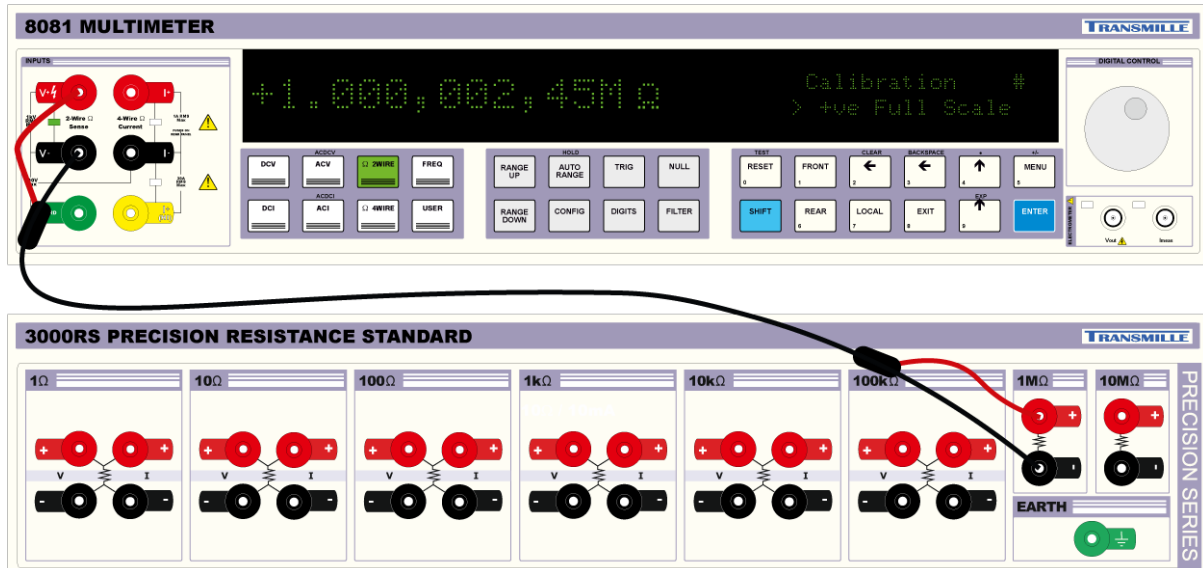 8081 MULTIMETER
TRANSMILLE
INPUTS
V+
I+
2-Wire Ω Sense
4-Wire Ω Current
V-
I-
+1.000,002,45MΩ
Calibration #
> +ve Full Scale
DIGITAL CONTROL
ACDCV
DCV
ACV
Ω 2WIRE
FREQ
ACDCI
DCI
ACI
Ω 4WIRE
USER
HOLD
RANGE UP
AUTO RANGE
TRIG
NULL
RANGE DOWN
CONFIG
DIGITS
FILTER
TEST
CLEAR
BACKSPACE
+/-
RESET
FRONT
←
←
↑
MENU
0
1
2
3
4
5
EXP
SHIFT
REAR
LOCAL
EXIT
↑
ENTER
6
7
8
9
ELECTROMETER
Vout
3000RS PRECISION RESISTANCE STANDARD
TRANSMILLE
1Ω
10Ω
100Ω
1kΩ
10kΩ
100kΩ
1MΩ
10MΩ
+ + + + + + + + + + + + + +
V I V I V I V I V I V I
- - - - - - - - - - - -
EARTH
PRECISION SERIES